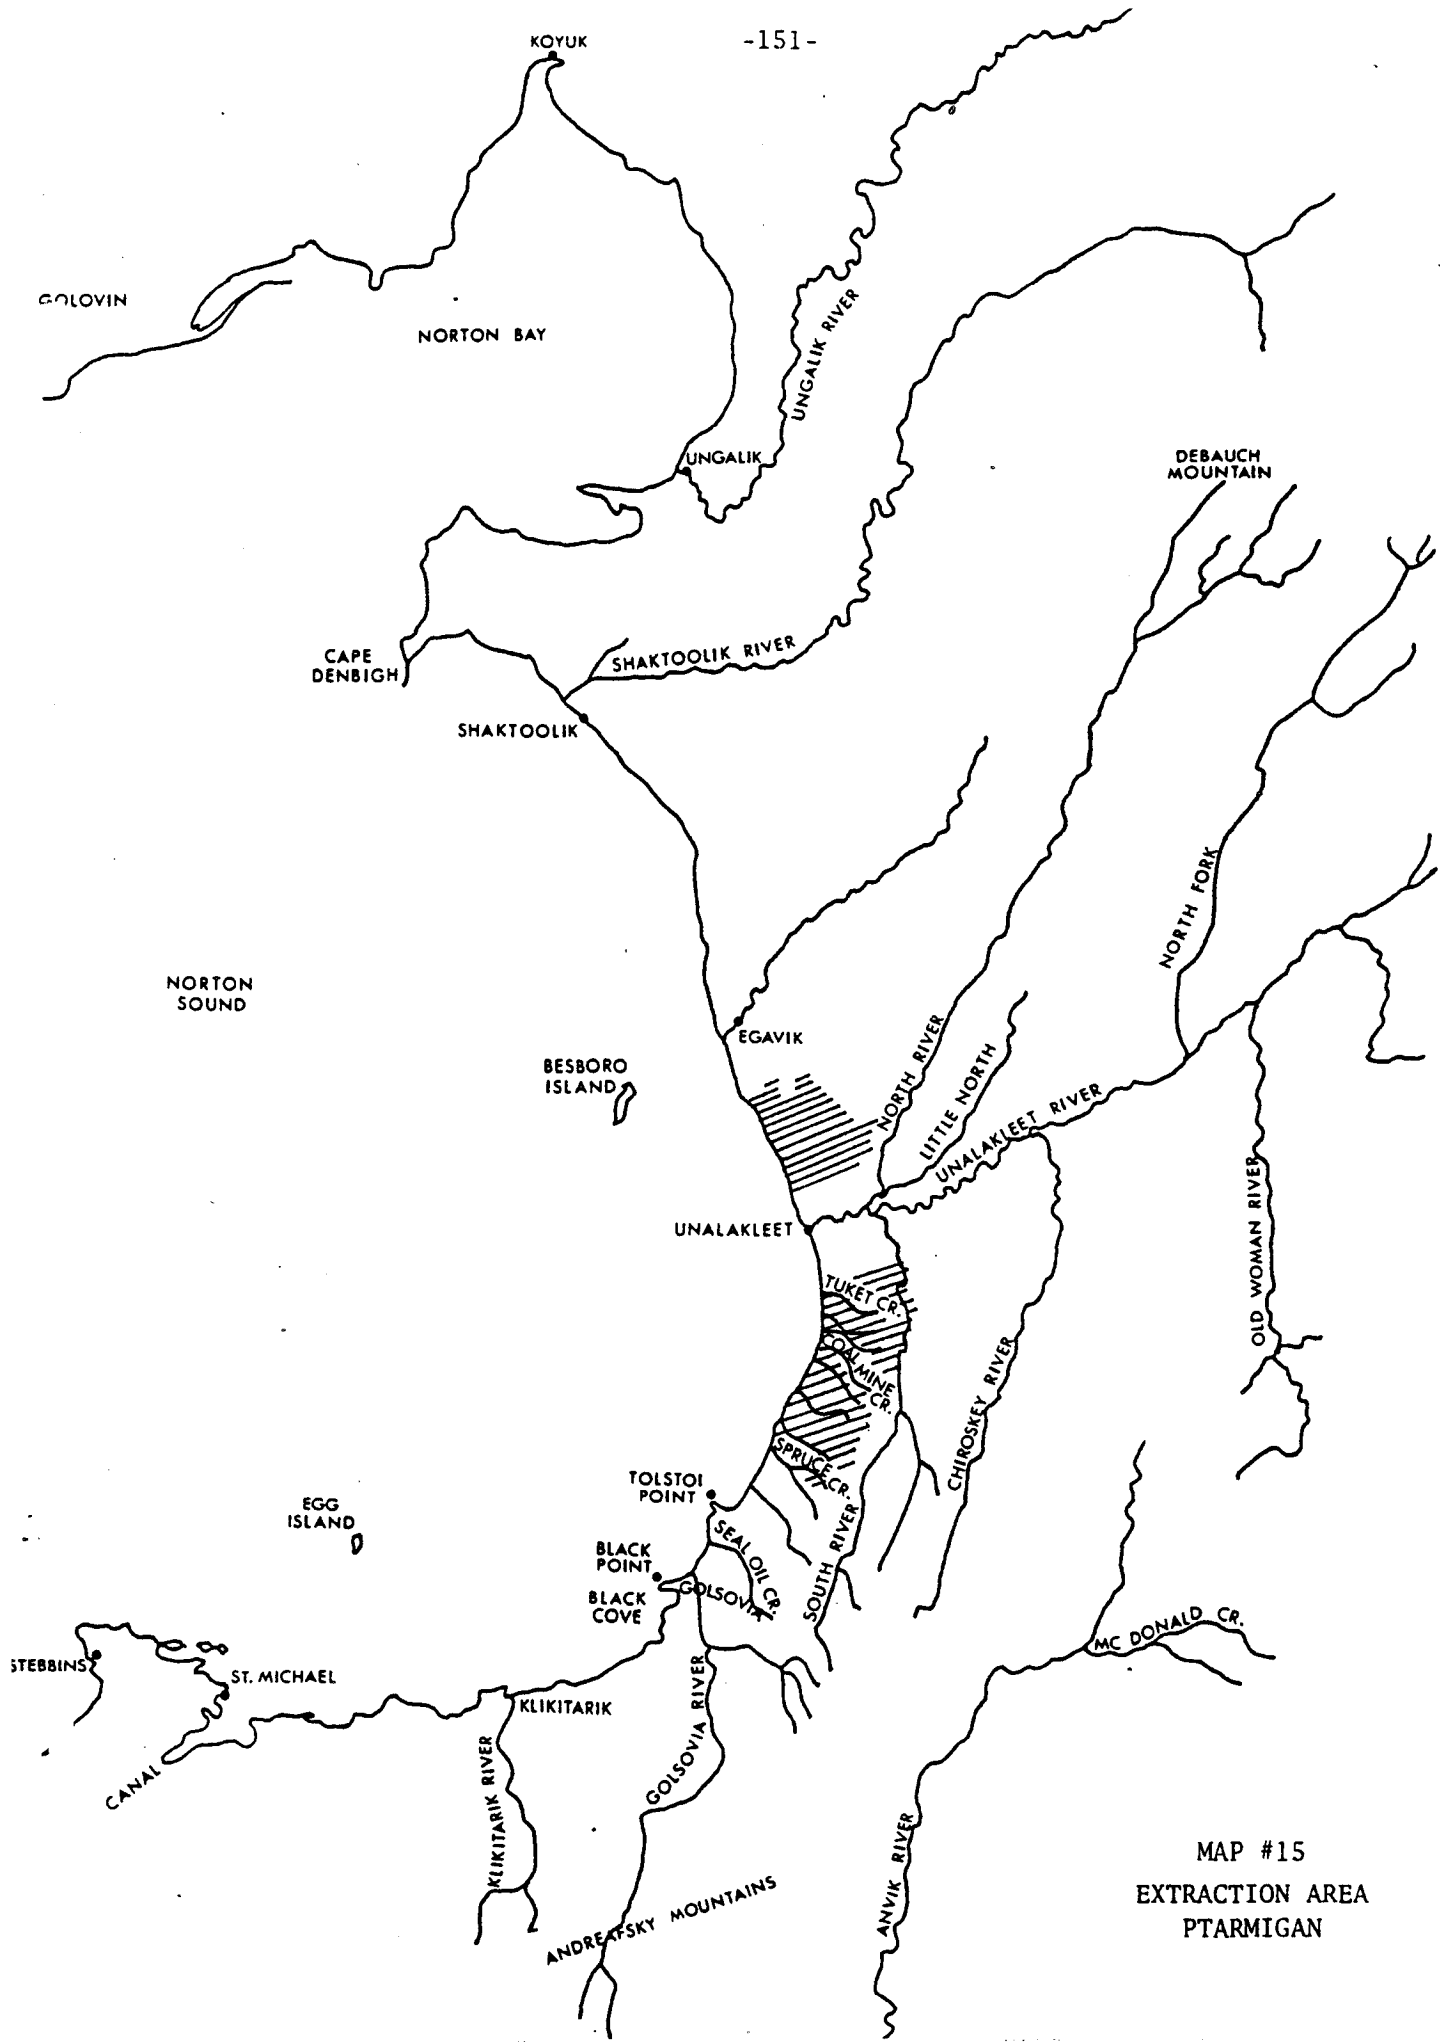 -151-
KOYUK
GOLOVIN
NORTON BAY
UNGALIK RIVER
UNGALIK
DEBAUCH
MOUNTAIN
CAPE
DENBIGH
SHAKTOOLIK RIVER
SHAKTOOLIK
NORTH FORK
NORTON
SOUND
EGAVIK
BESBORO
ISLAND
NORTH RIVER
LITTLE NORTH
UNALAKLEET RIVER
UNALAKLEET
OLD WOMAN RIVER
TUKET CR.
COALMINE
CR.
CHIROSKEY RIVER
SPRUCE
CR.
TOLSTOI
POINT
EGG
ISLAND
SEAL OIL CR.
SOUTH RIVER
BLACK
POINT
GOLSOVIA
BLACK
COVE
MC DONALD CR.
STEBBINS
ST. MICHAEL
KLIKITARIK
CANAL
KLIKITARIK RIVER
GOLSOVIA RIVER
ANVIK RIVER
ANDREAFSKY MOUNTAINS
MAP #15
EXTRACTION AREA
PTARMIGAN